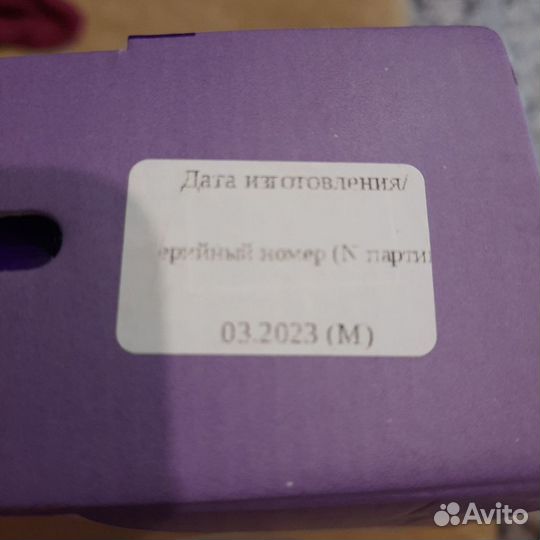 Дата изготовления/
ерийный номер (N парти
03.2023 (М)
Avito